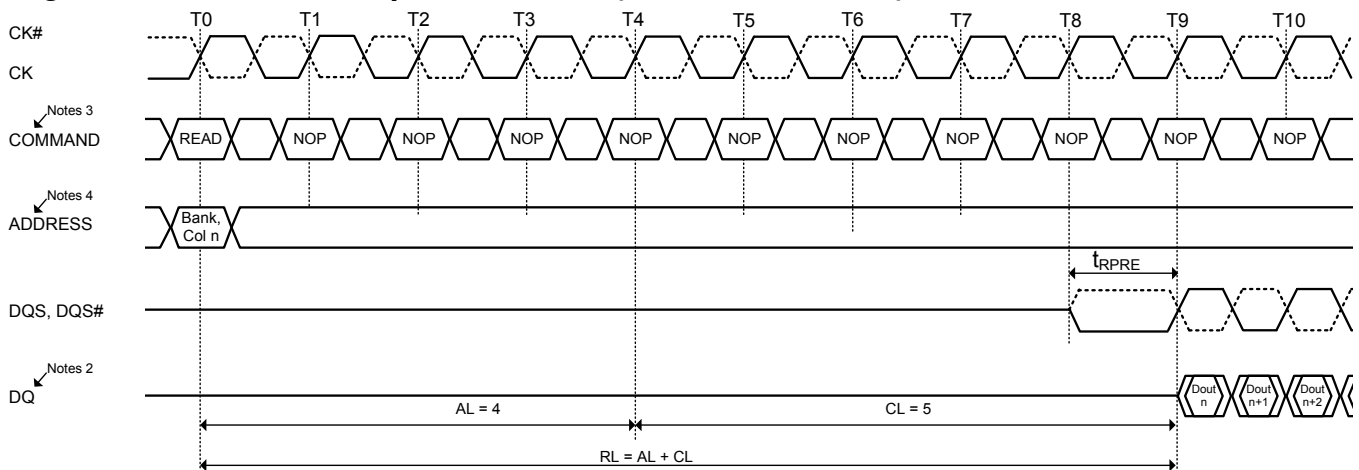 T0 T1 T2 T3 T4 T5 T6 T7 T8 T9 T10
CK#
CK
Notes 3
COMMAND
READ NOP NOP NOP NOP NOP NOP NOP NOP NOP NOP
Notes 4
ADDRESS
Bank,
Col n
tRPRE
DQS, DQS#
Notes 2
DQ
Dout n
Dout n+1
Dout n+2
AL = 4
CL = 5
RL = AL + CL